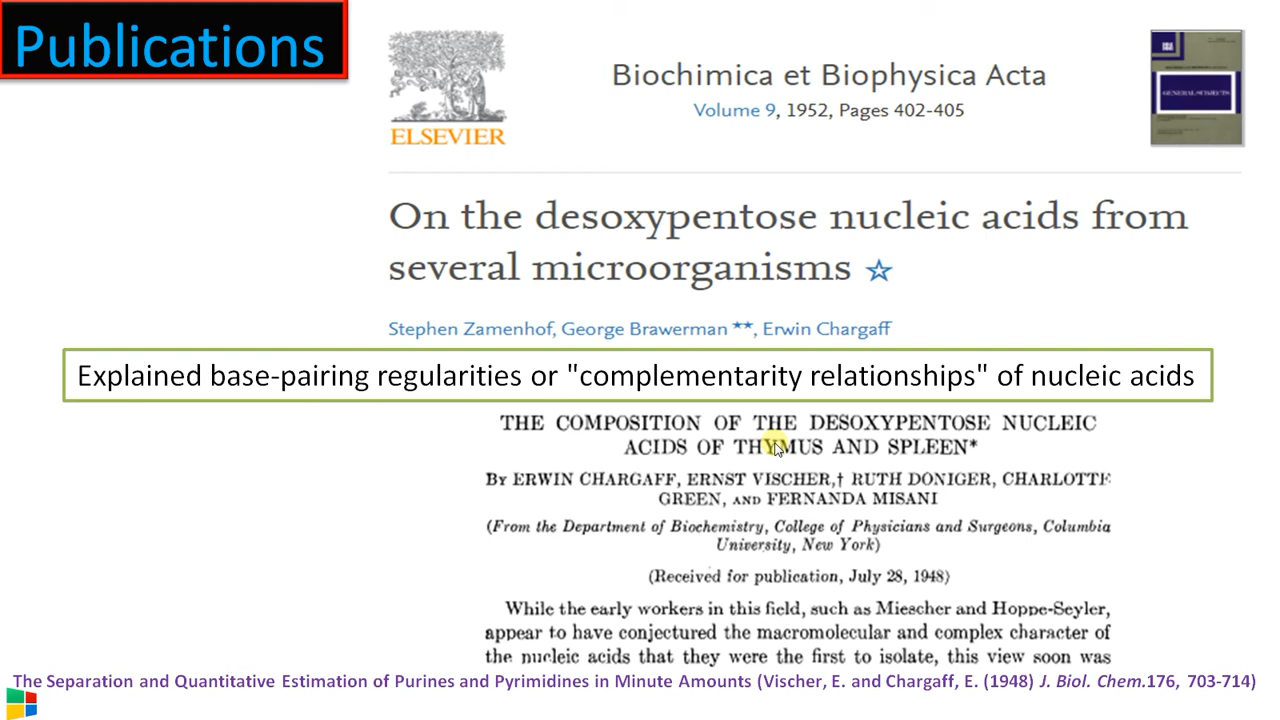 Publications
ELSEVIER
Biochimica et Biophysica Acta
Volume 9, 1952, Pages 402-405
BBA
GENERAL SUBJECTS
On the desoxypentose nucleic acids from
several microorganisms ☆
Stephen Zamenhof, George Brawerman ★★, Erwin Chargaff
Explained base-pairing regularities or "complementarity relationships" of nucleic acids
THE COMPOSITION OF THE DESOXYPENTOSE NUCLEIC
ACIDS OF THYMUS AND SPLEEN*
By ERWIN CHARGAFF, ERNST VISCHER,† RUTH DONIGER, CHARLOTTE
GREEN, AND FERNANDA MISANI
(From the Department of Biochemistry, College of Physicians and Surgeons, Columbia
University, New York)
(Received for publication, July 28, 1948)
While the early workers in this field, such as Miescher and Hoppe-Seyler,
appear to have conjectured the macromolecular and complex character of
the nucleic acids that they were the first to isolate, this view soon was
The Separation and Quantitative Estimation of Purines and Pyrimidines in Minute Amounts (Vischer, E. and Chargaff, E. (1948) J. Biol. Chem.176, 703-714)